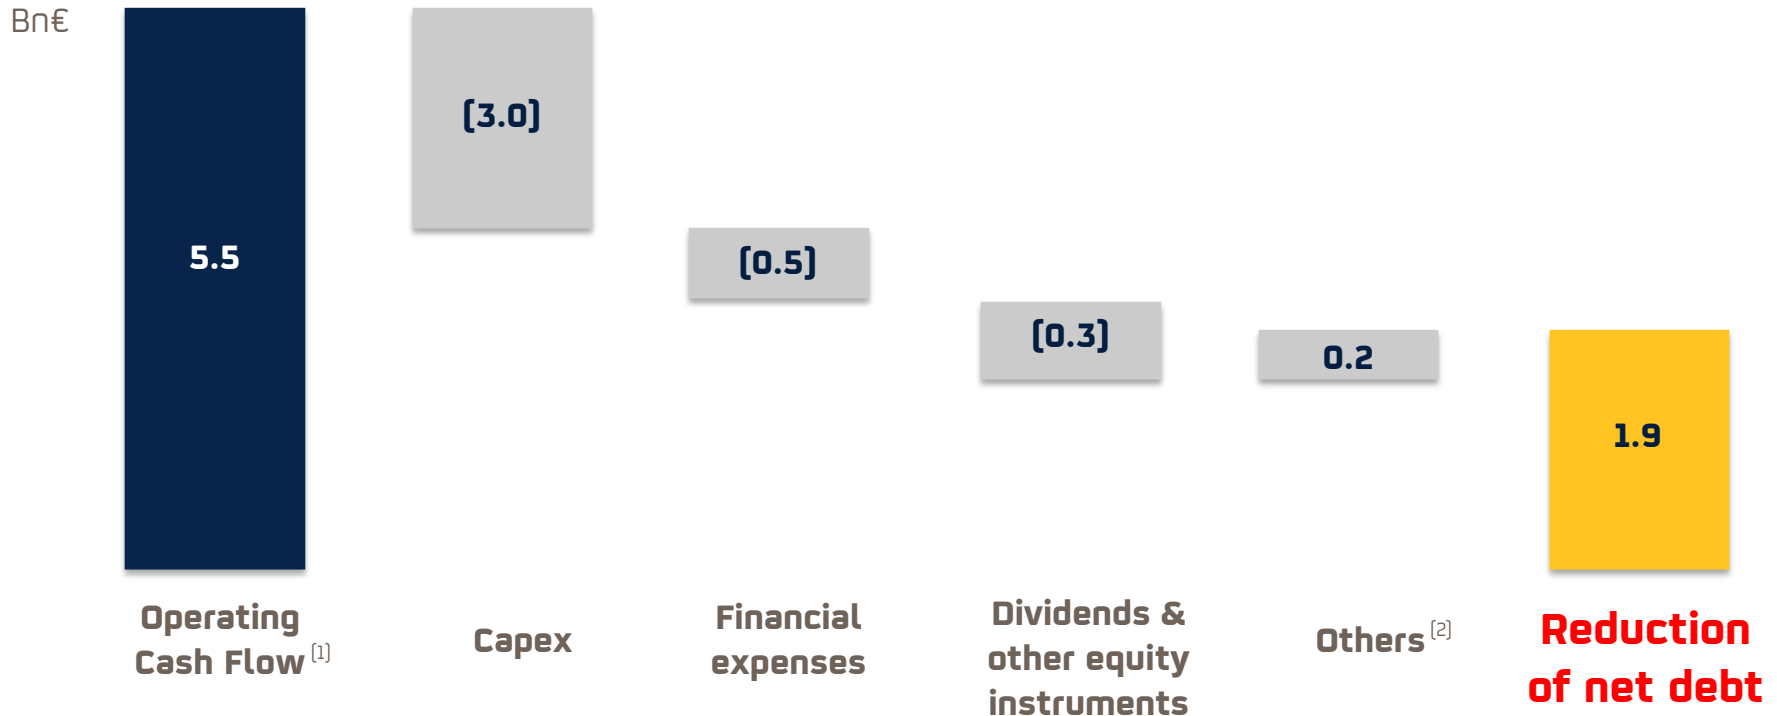 Bn€
5.5
(3.0)
(0.5)
(0.3)
0.2
1.9
Operating
Cash Flow (1)
Capex
Financial
expenses
Dividends &
other equity
instruments
Others (2)
Reduction
of net debt